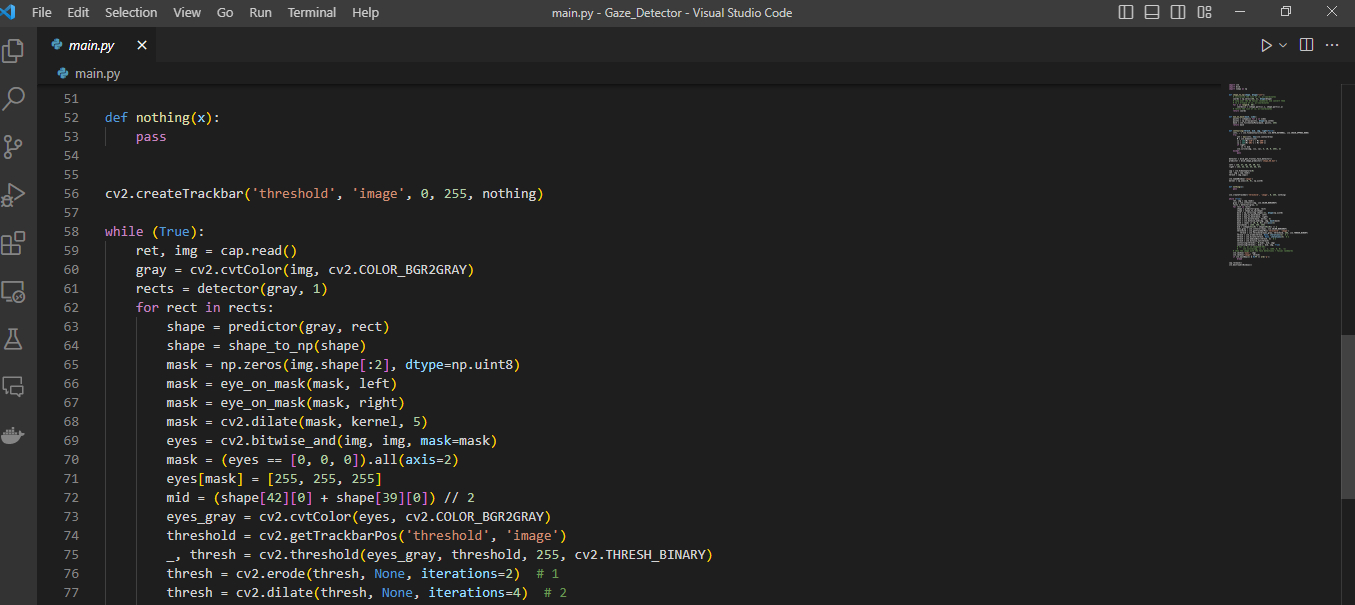 File Edit Selection View Go Run Terminal Help main.py - Gaze_Detector - Visual Studio Code
main.py
main.py
51
52 def nothing(x):
53     pass
54
55
56 cv2.createTrackbar('threshold', 'image', 0, 255, nothing)
57
58 while (True):
59     ret, img = cap.read()
60     gray = cv2.cvtColor(img, cv2.COLOR_BGR2GRAY)
61     rects = detector(gray, 1)
62     for rect in rects:
63         shape = predictor(gray, rect)
64         shape = shape_to_np(shape)
65         mask = np.zeros(img.shape[:2], dtype=np.uint8)
66         mask = eye_on_mask(mask, left)
67         mask = eye_on_mask(mask, right)
68         mask = cv2.dilate(mask, kernel, 5)
69         eyes = cv2.bitwise_and(img, img, mask=mask)
70         mask = (eyes == [0, 0, 0]).all(axis=2)
71         eyes[mask] = [255, 255, 255]
72         mid = (shape[42][0] + shape[39][0]) // 2
73         eyes_gray = cv2.cvtColor(eyes, cv2.COLOR_BGR2GRAY)
74         threshold = cv2.getTrackbarPos('threshold', 'image')
75         _, thresh = cv2.threshold(eyes_gray, threshold, 255, cv2.THRESH_BINARY)
76         thresh = cv2.erode(thresh, None, iterations=2)  # 1
77         thresh = cv2.dilate(thresh, None, iterations=4)  # 2